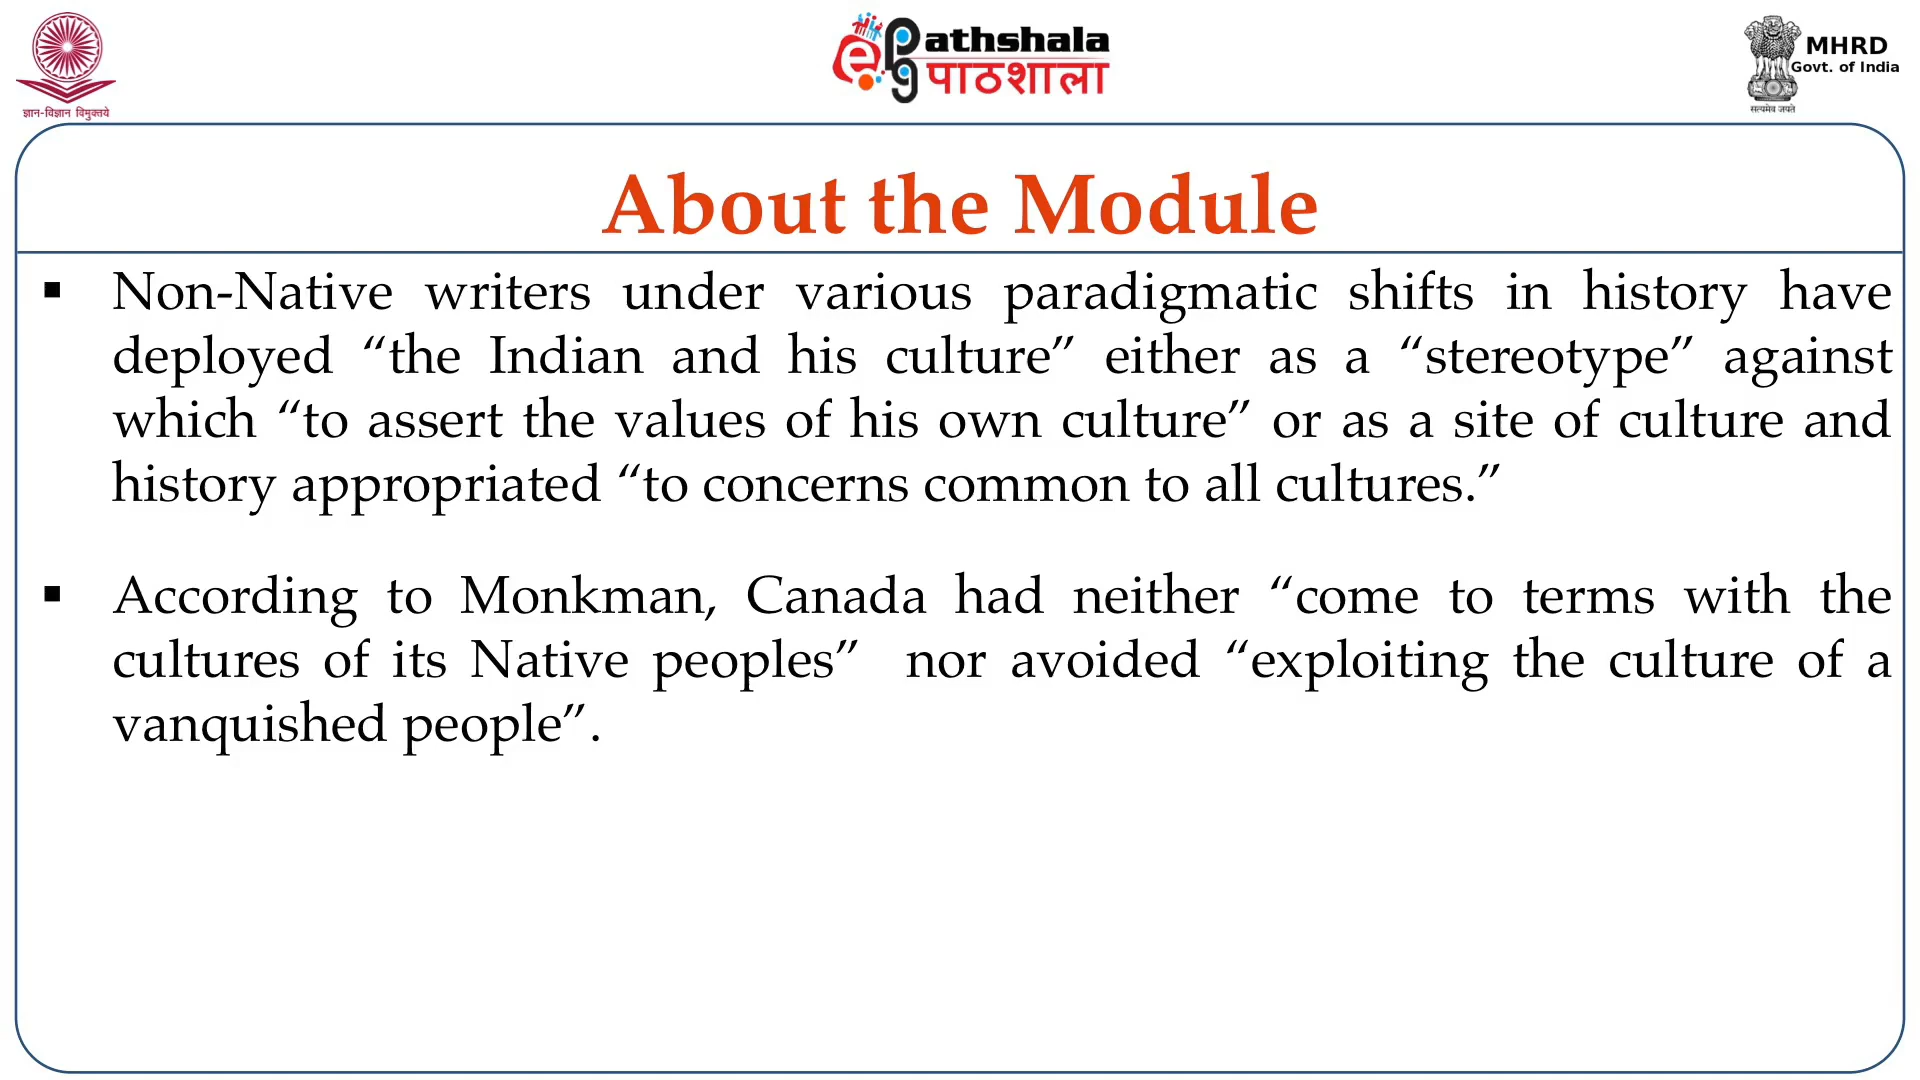 ज्ञान-विज्ञान विमुक्तये
ePathshala
पाठशाला
MHRD
Govt. of India
सत्यमेव जयते
About the Module
▪ Non-Native writers under various paradigmatic shifts in history have
deployed “the Indian and his culture” either as a “stereotype” against
which “to assert the values of his own culture” or as a site of culture and
history appropriated “to concerns common to all cultures.”
▪ According to Monkman, Canada had neither “come to terms with the
cultures of its Native peoples” nor avoided “exploiting the culture of a
vanquished people”.